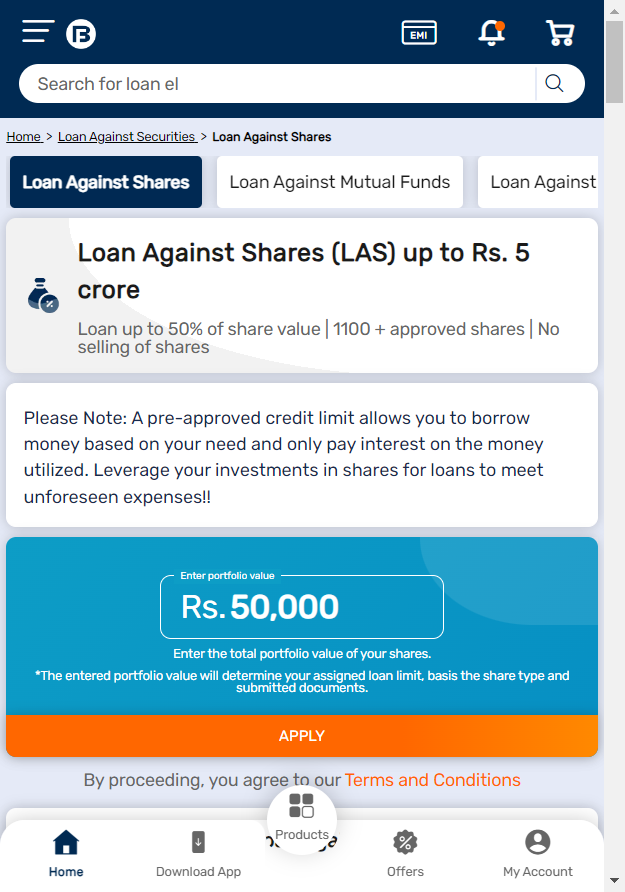 EMI
Search for loan el
Home > Loan Against Securities > Loan Against Shares
Loan Against Shares
Loan Against Mutual Funds
Loan Against
Loan Against Shares (LAS) up to Rs. 5
crore
Loan up to 50% of share value | 1100 + approved shares | No
selling of shares
Please Note: A pre-approved credit limit allows you to borrow
money based on your need and only pay interest on the money
utilized. Leverage your investments in shares for loans to meet
unforeseen expenses!!
Enter portfolio value
Rs. 50,000
Enter the total portfolio value of your shares.
*The entered portfolio value will determine your assigned loan limit, basis the share type and
submitted documents.
APPLY
By proceeding, you agree to our Terms and Conditions
Products
Home
Download App
Offers
My Account